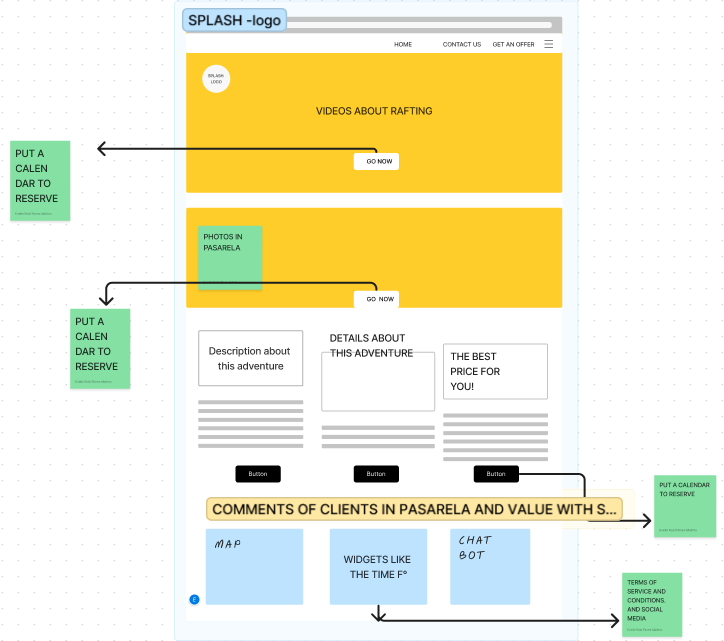 SPLASH -logo
HOME
CONTACT US
GET AN OFFER
SPLASH
LOGO
VIDEOS ABOUT RAFTING
GO NOW
PUT A
CALEN
DAR TO
RESERVE
PHOTOS IN
PASARELA
GO NOW
PUT A
CALEN
DAR TO
RESERVE
Description about
this adventure
DETAILS ABOUT
THIS ADVENTURE
THE BEST
PRICE FOR
YOU!
Button
Button
Button
PUT A CALENDAR
TO RESERVE
COMMENTS OF CLIENTS IN PASARELA AND VALUE WITH S...
MAP
WIDGETS LIKE
THE TIME F°
CHAT
BOT
TERMS OF
SERVICE AND
CONDITIONS.
AND SOCIAL
MEDIA